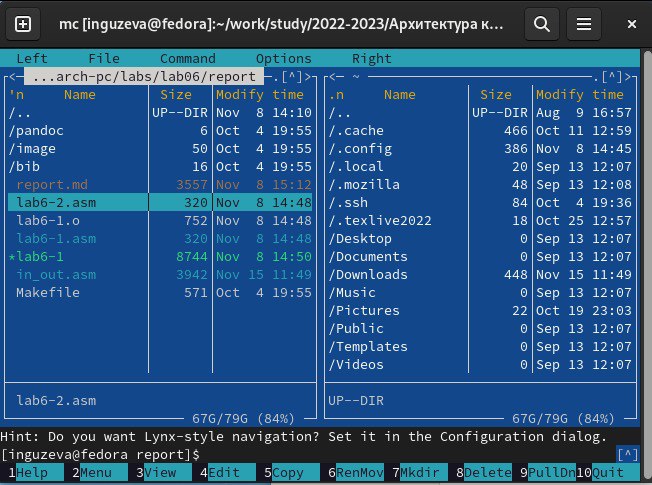 mc [inguzeva@fedora]:~/work/study/2022-2023/Архитектура к...
Left File Command Options Right
<─ ...arch-pc/labs/lab06/report ─.[^]> <─ ~ ─.[^]>
'n Name Size Modify time .n Name Size Modify time
/.. UP--DIR Nov 8 14:10 /.. UP--DIR Aug 9 16:57
/pandoc 6 Oct 4 19:55 /.cache 466 Oct 11 12:59
/image 50 Oct 4 19:55 /.config 386 Nov 8 14:45
/bib 16 Oct 4 19:55 /.local 20 Sep 13 12:07
report.md 3557 Nov 8 15:12 /.mozilla 48 Sep 13 12:08
lab6-2.asm 320 Nov 8 14:48 /.ssh 84 Oct 4 19:36
lab6-1.o 752 Nov 8 14:48 /.texlive2022 18 Oct 25 12:57
lab6-1.asm 320 Nov 8 14:48 /Desktop 0 Sep 13 12:07
*lab6-1 8744 Nov 8 14:50 /Documents 0 Sep 13 12:07
in_out.asm 3942 Nov 15 11:49 /Downloads 448 Nov 15 11:49
Makefile 571 Oct 4 19:55 /Music 0 Sep 13 12:07
/Pictures 22 Oct 19 23:03
/Public 0 Sep 13 12:07
/Templates 0 Sep 13 12:07
/Videos 0 Sep 13 12:07
lab6-2.asm UP--DIR
67G/79G (84%) 67G/79G (84%)
Hint: Do you want Lynx-style navigation? Set it in the Configuration dialog.
[inguzeva@fedora report]$ [^]
1Help 2Menu 3View 4Edit 5Copy 6RenMov 7Mkdir 8Delete 9PullDn 10Quit